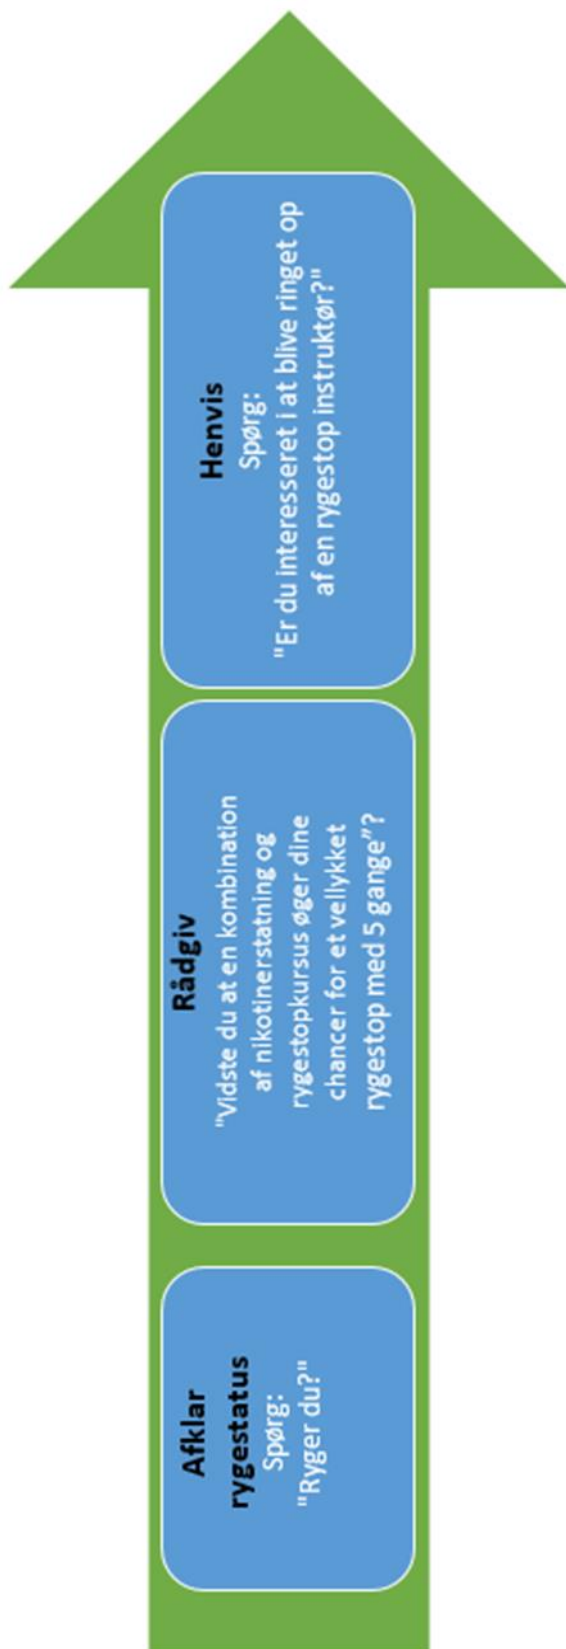 Afklar
rygestatus
Spørg:
"Ryger du?"
Rådgiv
"Vidste du at en kombination
af nikotinerstatning og
rygestopkursus øger dine
chancer for et vellykket
rygestop med 5 gange”?
Henvis
Spørg:
"Er du interesseret i at blive ringet op
af en rygestop instruktør?"